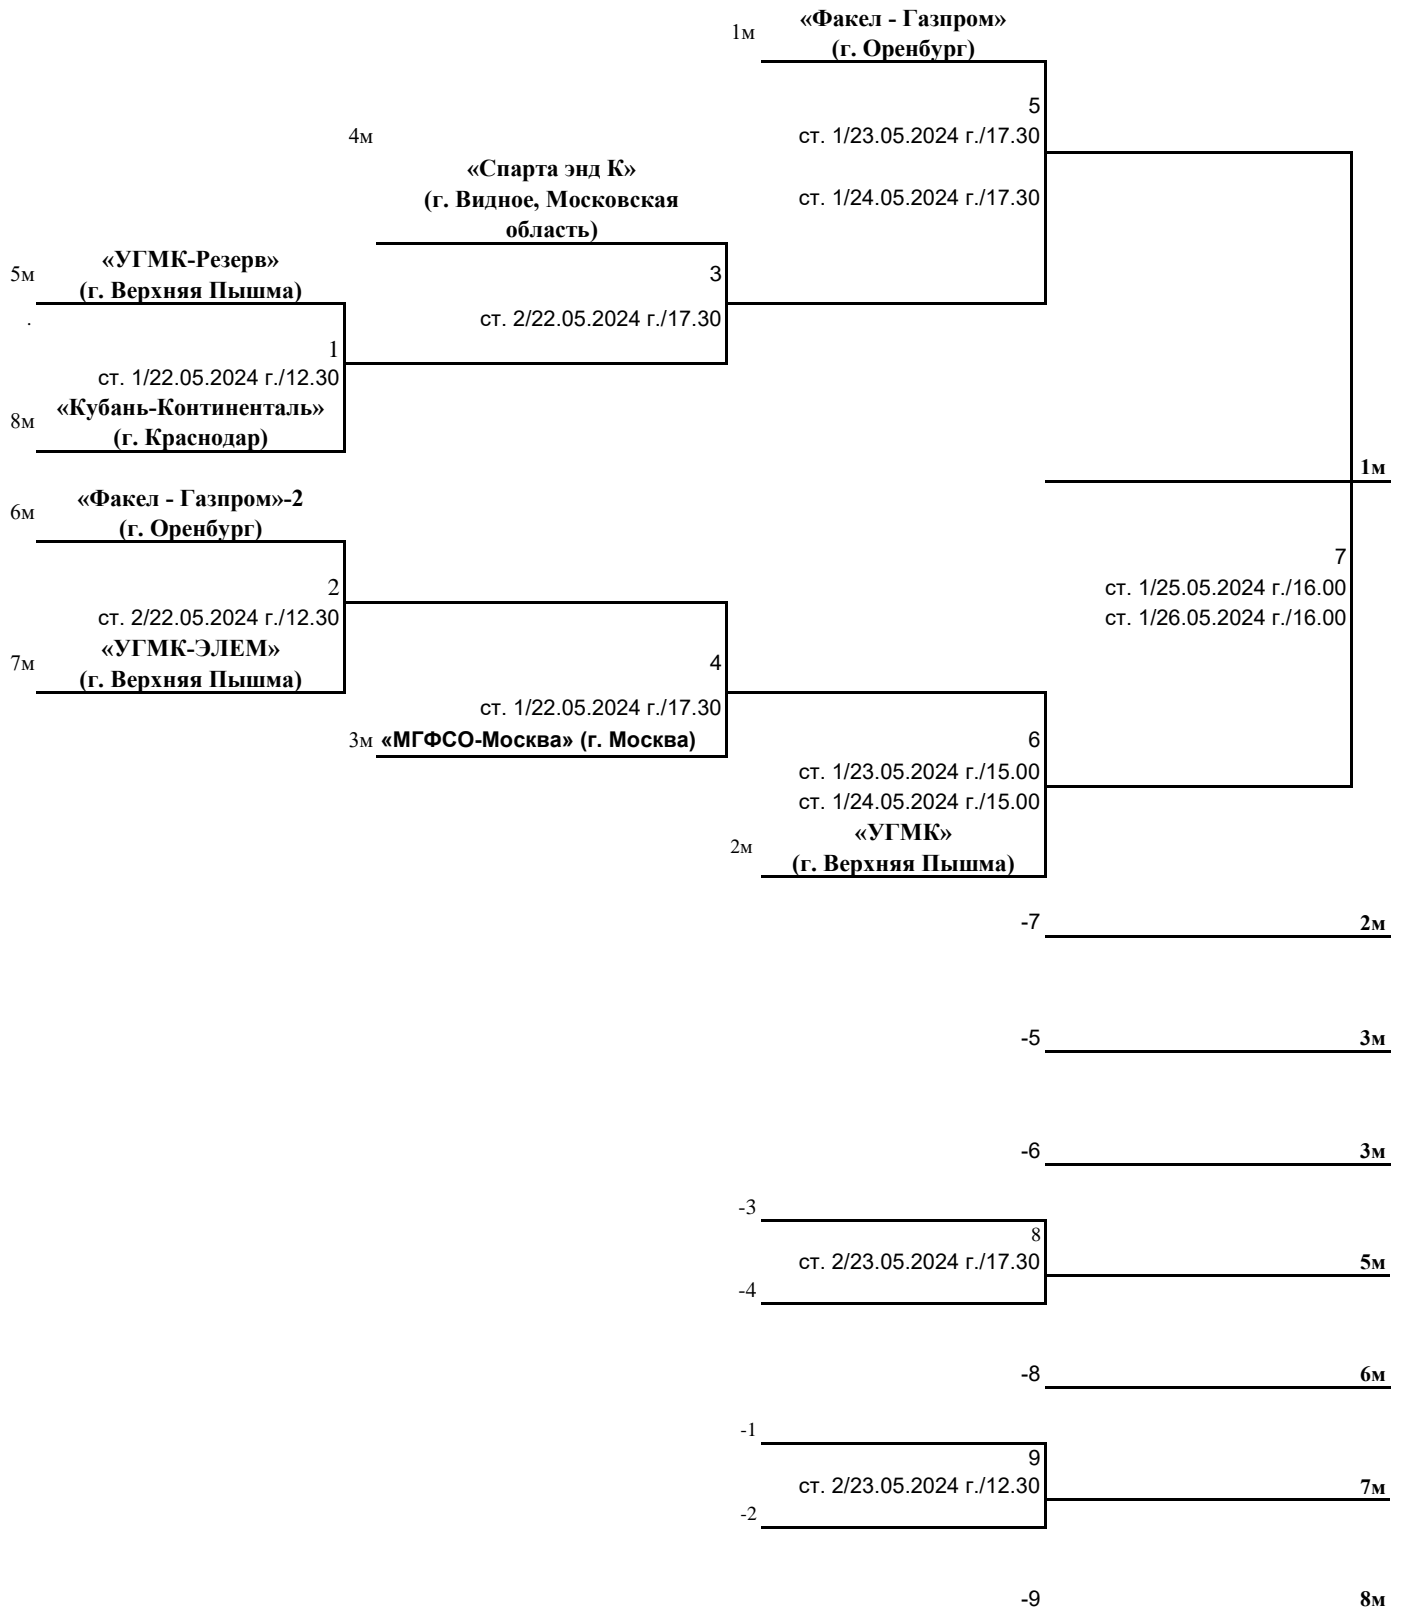 «Факел - Газпром»
1м
(г. Оренбург)
5
4м
ст. 1/23.05.2024 г./17.30
«Спарта энд К»
(г. Видное, Московская
ст. 1/24.05.2024 г./17.30
область)
«УГМК-Резерв»
5м
3
(г. Верхняя Пышма)
.
ст. 2/22.05.2024 г./17.30
1
ст. 1/22.05.2024 г./12.30
«Кубань-Континенталь»
8м
(г. Краснодар)
1м
«Факел - Газпром»-2
6м
(г. Оренбург)
7
2
ст. 1/25.05.2024 г./16.00
ст. 2/22.05.2024 г./12.30
ст. 1/26.05.2024 г./16.00
«УГМК-ЭЛЕМ»
7м
4
(г. Верхняя Пышма)
ст. 1/22.05.2024 г./17.30
3м «МГФСО-Москва» (г. Москва)
6
ст. 1/23.05.2024 г./15.00
ст. 1/24.05.2024 г./15.00
«УГМК»
2м
(г. Верхняя Пышма)
-7 2м
-5 3м
-6 3м
-3
8
ст. 2/23.05.2024 г./17.30 5м
-4
-8 6м
-1
9
ст. 2/23.05.2024 г./12.30 7м
-2
-9 8м